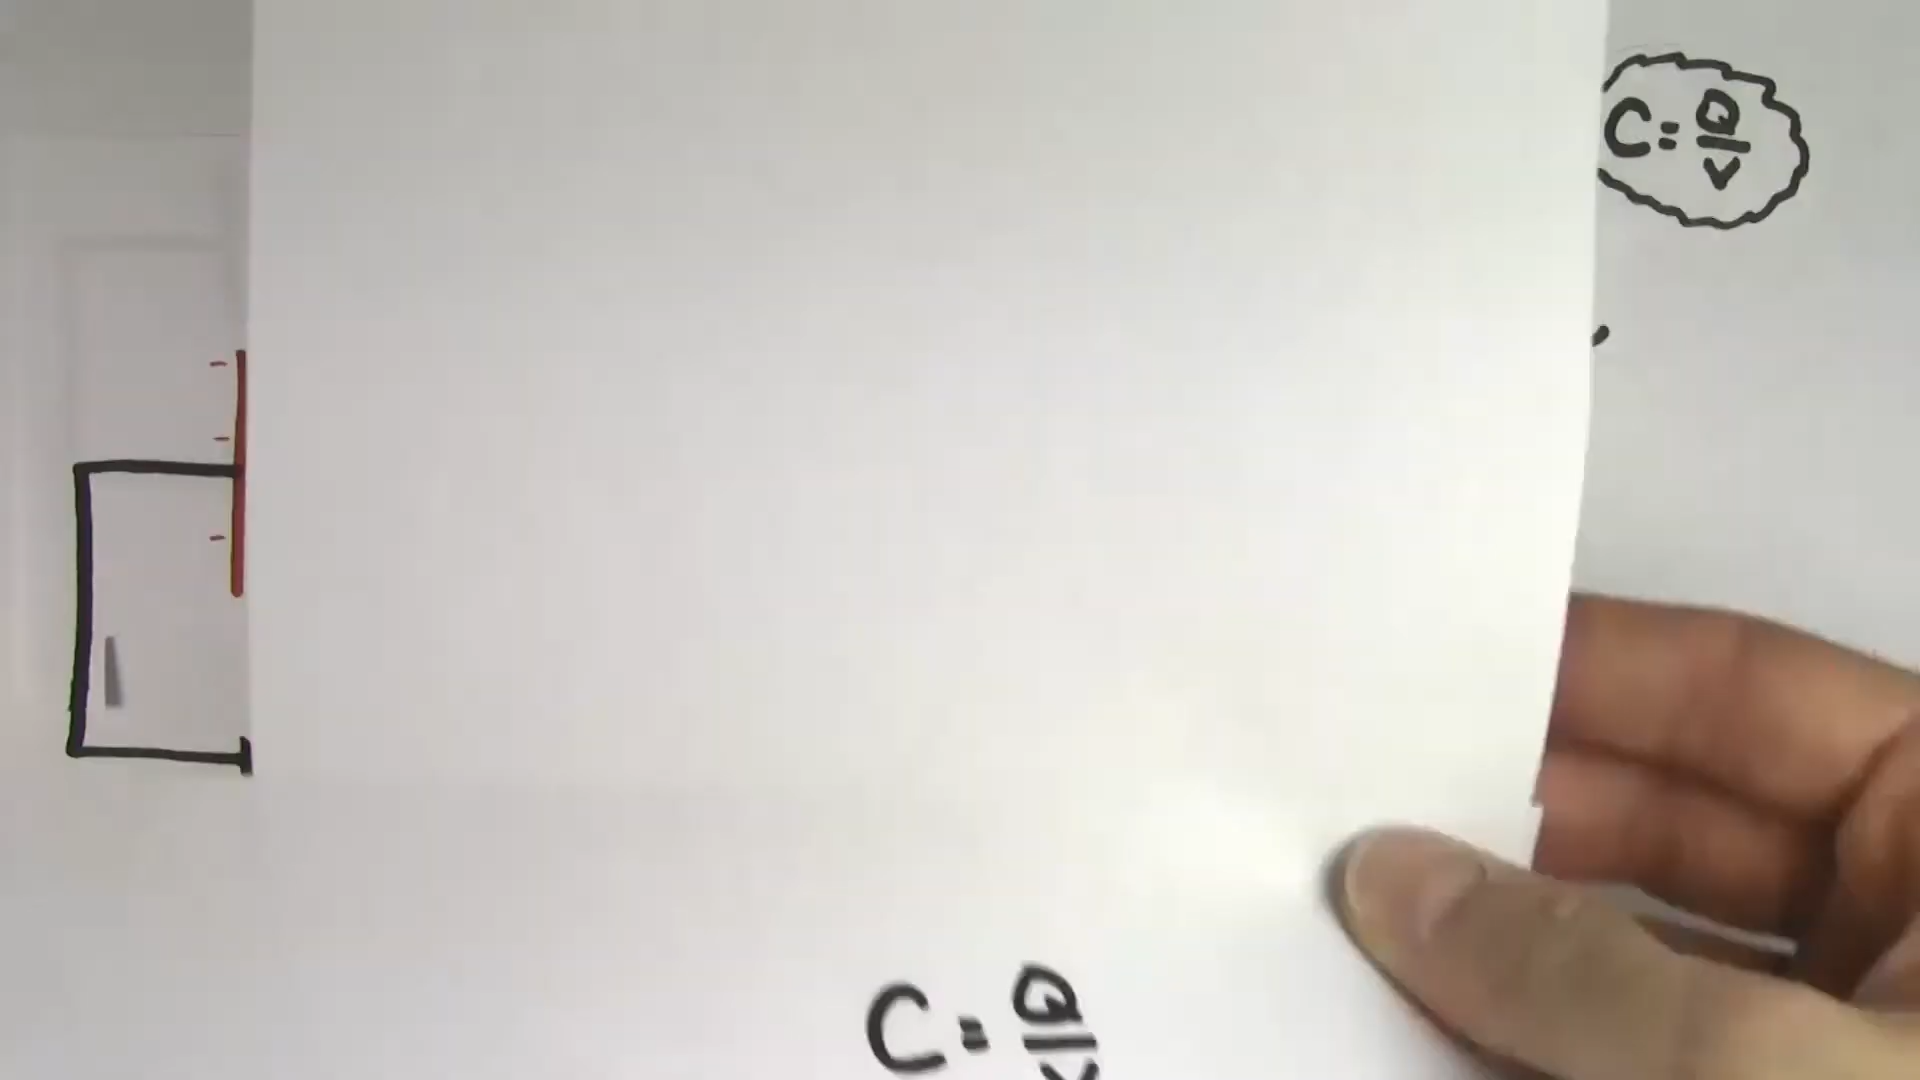 C = Q/V
C = Q/V